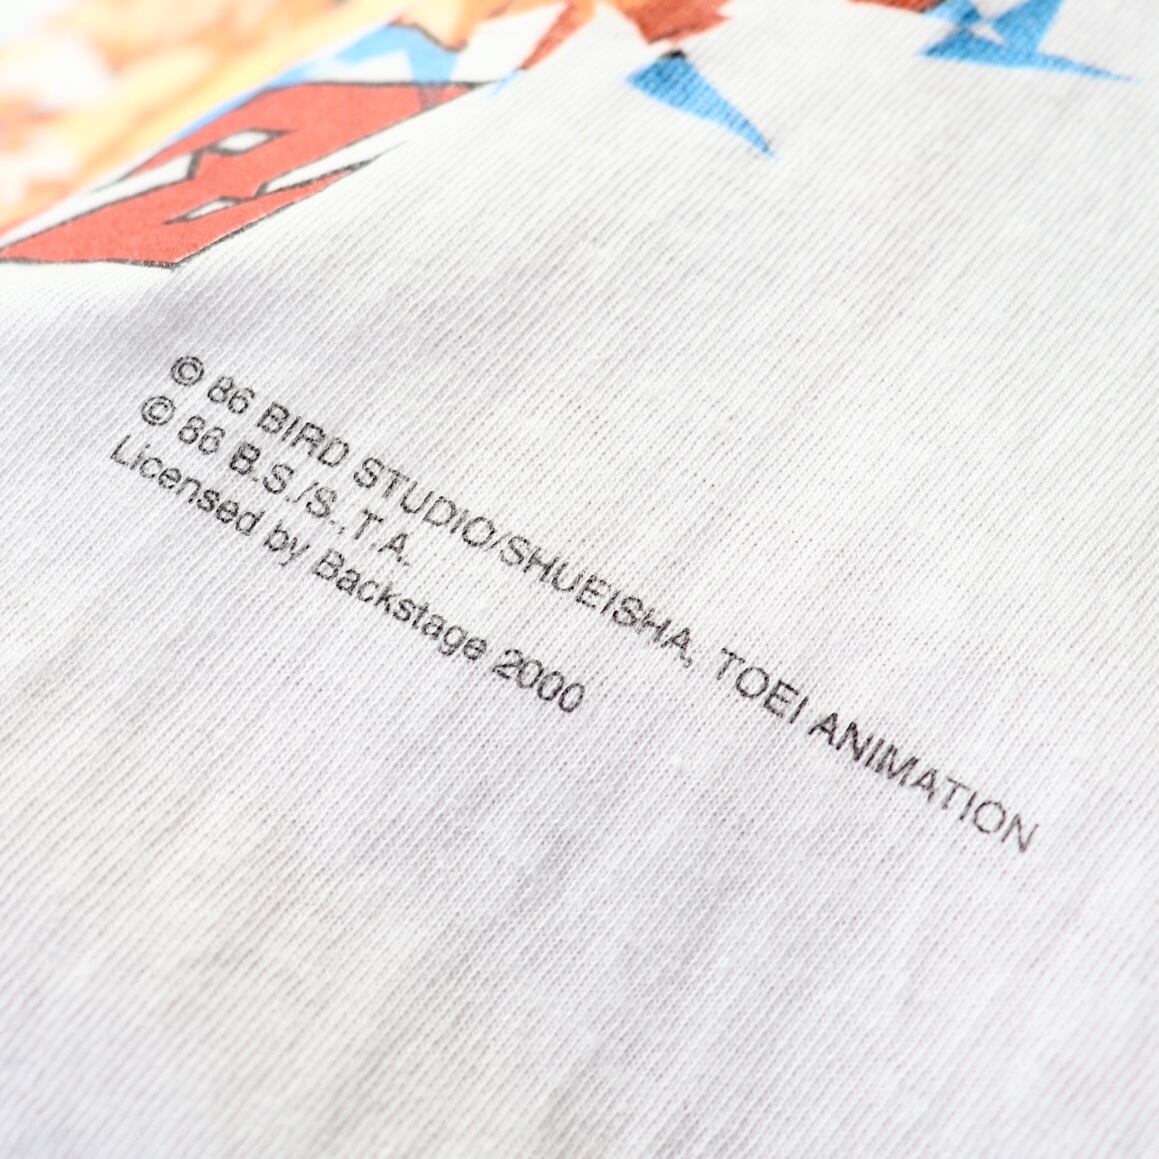 © 86 BIRD STUDIO/SHUEISHA, TOEI ANIMATION
© 86 B.S./S., T.A.
Licensed by Backstage 2000